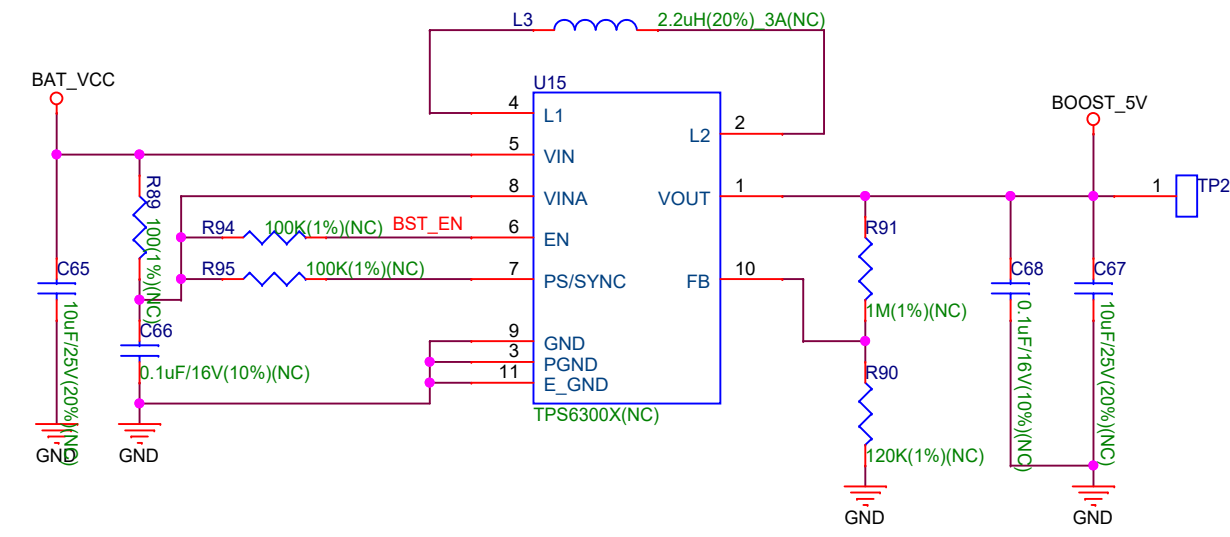 L3
2.2uH(20%)_3A(NC)
BAT_VCC
U15
BOOST_5V
4
L1
2
L2
5
VIN
R89
100(1%)(NC)
8
VINA
1
VOUT
1
TP2
R94
100K(1%)(NC)
BST_EN
6
EN
R91
C65
R95
100K(1%)(NC)
7
PS/SYNC
10
FB
C68
C67
10uF/25V(20%)(NC)
1M(1%)(NC)
0.1uF/16V(10%)(NC)
10uF/25V(20%)(NC)
C66
9
GND
3
PGND
0.1uF/16V(10%)(NC)
11
E_GND
R90
TPS6300X(NC)
120K(1%)(NC)
GND
GND
GND
GND